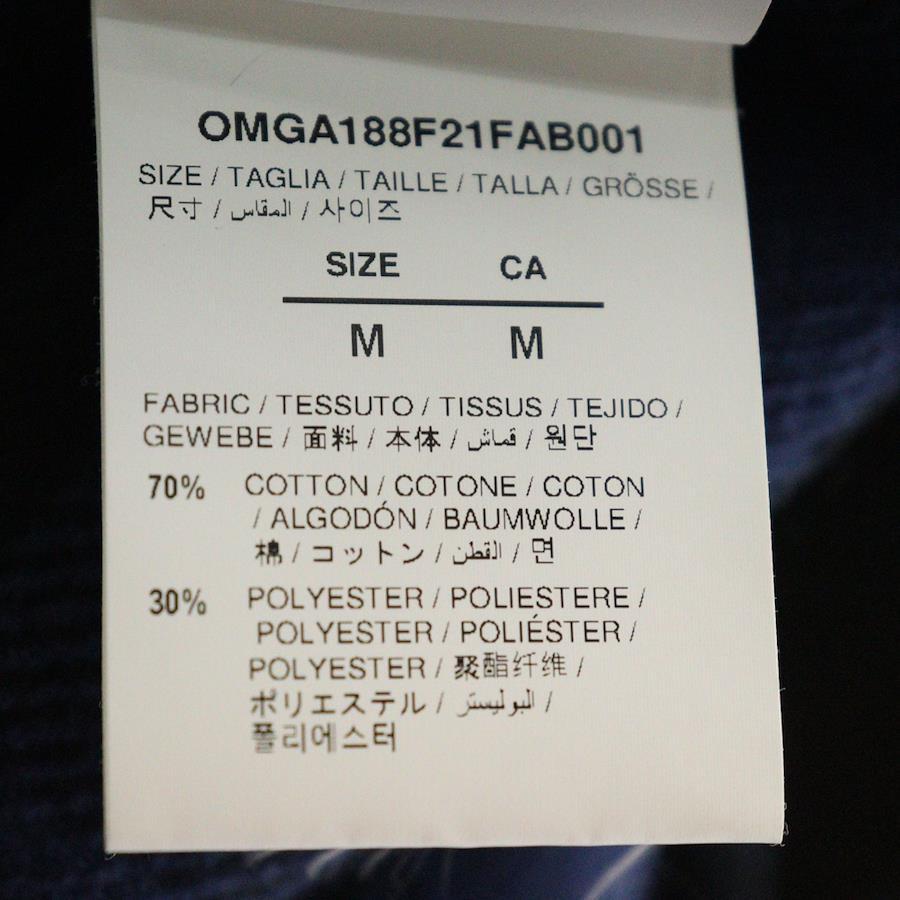 OMGA188F21FAB001
SIZE / TAGLIA / TAILLE / TALLA / GRÖSSE /
尺寸 / المقاس / 사이즈
SIZE CA
M M
FABRIC / TESSUTO / TISSUS / TEJIDO /
GEWEBE / 面料 / 本体 / قماش / 원단
70% COTTON / COTONE / COTON
/ ALGODÓN / BAUMWOLLE /
棉 / コットン / القطن / 면
30% POLYESTER / POLIESTERE /
POLYESTER / POLIÉSTER /
POLYESTER / 聚酯纤维 /
ポリエステル / البوليستر /
폴리에스터